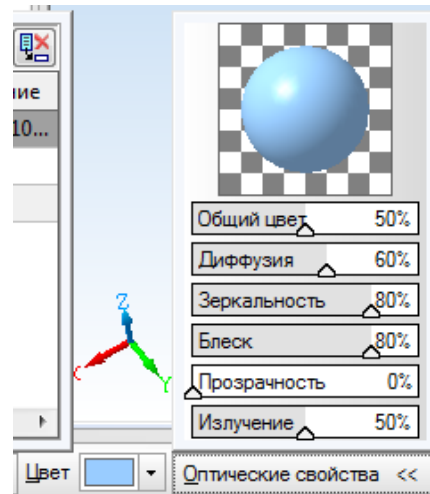 ние
10...
Общий цвет 50%
Диффузия 60%
Зеркальность 80%
Блеск 80%
Прозрачность 0%
Излучение 50%
Z
Y
Цвет
Оптические свойства <<